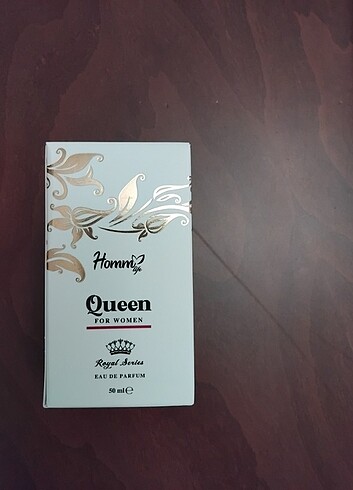 Homm
life
Queen
FOR WOMEN
Royal Series
EAU DE PARFUM
50 ml ℮